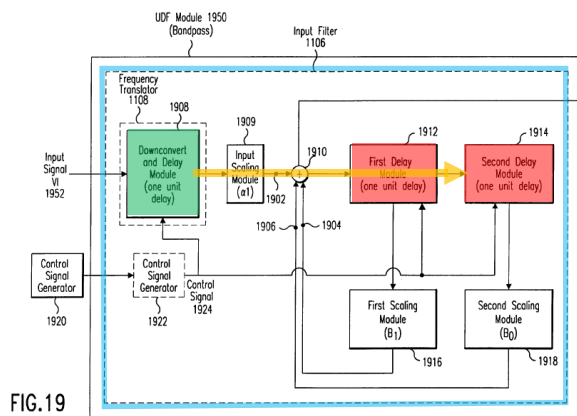 UDF Module 1950
(Bandpass)
Input Filter
1106
Frequency
Translator
1108
1908
1909
1910
1912
1914
Downconvert
and Delay
Module
(one unit
delay)
Input
Scaling
Module
(α1)
First Delay
Module
(one unit delay)
Second Delay
Module
(one unit delay)
Input
Signal
VI
1952
1902
1906
1904
Control
Signal
Generator
1920
Control
Signal
Generator
1922
Control
Signal
1924
First Scaling
Module
(B1)
1916
Second Scaling
Module
(B0)
1918
FIG.19